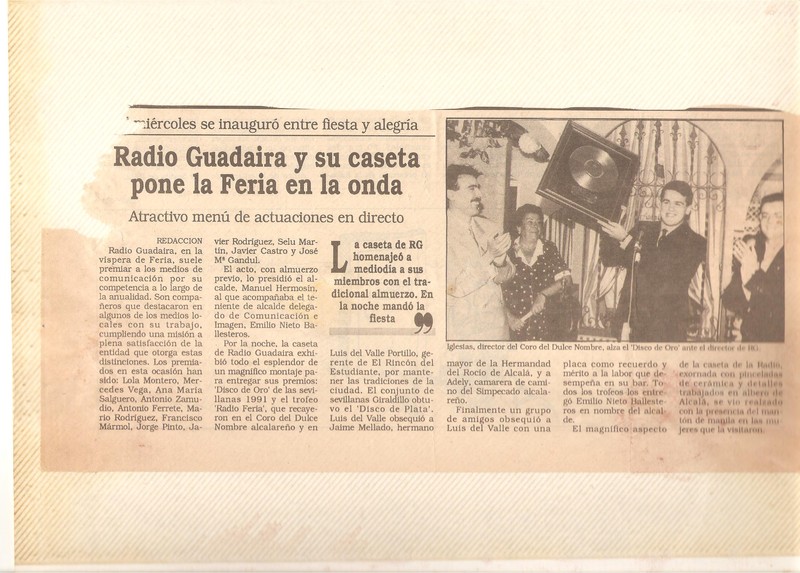 miércoles se inauguró entre fiesta y alegría
Radio Guadaira y su caseta
pone la Feria en la onda
Atractivo menú de actuaciones en directo
REDACCION
Radio Guadaira, en la
víspera de Feria, suele
premiar a los medios de
comunicación por su
competencia a lo largo de
la anualidad. Son compa-
ñeros que destacaron en
algunos de los medios lo-
cales con su trabajo,
cumpliendo una misión a
plena satisfacción de la
entidad que otorga estas
distinciones. Los premia-
dos en esta ocasión han
sido: Lola Montero, Mer-
cedes Vega, Ana María
Salguero, Antonio Zamu-
dio, Antonio Ferrete, Ma-
rio Rodríguez, Francisco
Mármol, Jorge Pinto, Ja-
vier Rodríguez, Selu Mar-
tín, Javier Castro y José
Mª Gandul.
El acto, con almuerzo
previo, lo presidió el al-
calde, Manuel Hermosín,
al que acompañaba el te-
niente de alcalde delega-
do de Comunicación e
Imagen, Emilio Nieto Ba-
llesteros.
Por la noche, la caseta
de Radio Guadaira exhi-
bió todo el esplendor de
un magnífico montaje pa-
ra entregar sus premios:
'Disco de Oro' de las sevi-
llanas 1991 y el trofeo
'Radio Feria', que recaye-
ron en el Coro del Dulce
Nombre alcalareño y en
La caseta de RG
homenajeó a
mediodía a sus
miembros con el tra-
dicional almuerzo. En
la noche mandó la
fiesta
Luis del Valle Portillo, ge-
rente de El Rincón del
Estudiante, por mante-
ner las tradiciones de la
ciudad. El conjunto de
sevillanas Giraldillo obtu-
vo el 'Disco de Plata'.
Luis del Valle obsequió a
Jaime Mellado, hermano
Iglestas, director del Coro del Dulce Nombre, alza el 'Disco de Oro' ante el director de RG.
mayor de la Hermandad
del Rocío de Alcalá, y a
Adely, camarera de cami-
no del Simpecado alcala-
reño.
Finalmente un grupo
de amigos obsequió a
Luis del Valle con una
placa como recuerdo y
mérito a la labor que de-
sempeña en su bar. To-
dos los trofeos los entre-
gó Emilio Nieto Balleste-
ros en nombre del alcal-
de.
El magnífico aspecto
de la caseta de la Radio,
exornada con pinceladas
de cerámica y detalles
trabajados en albero de
Alcalá, se vio realzado
con la presencia del man-
tón de manila en las mu-
jeres que la visitaron.